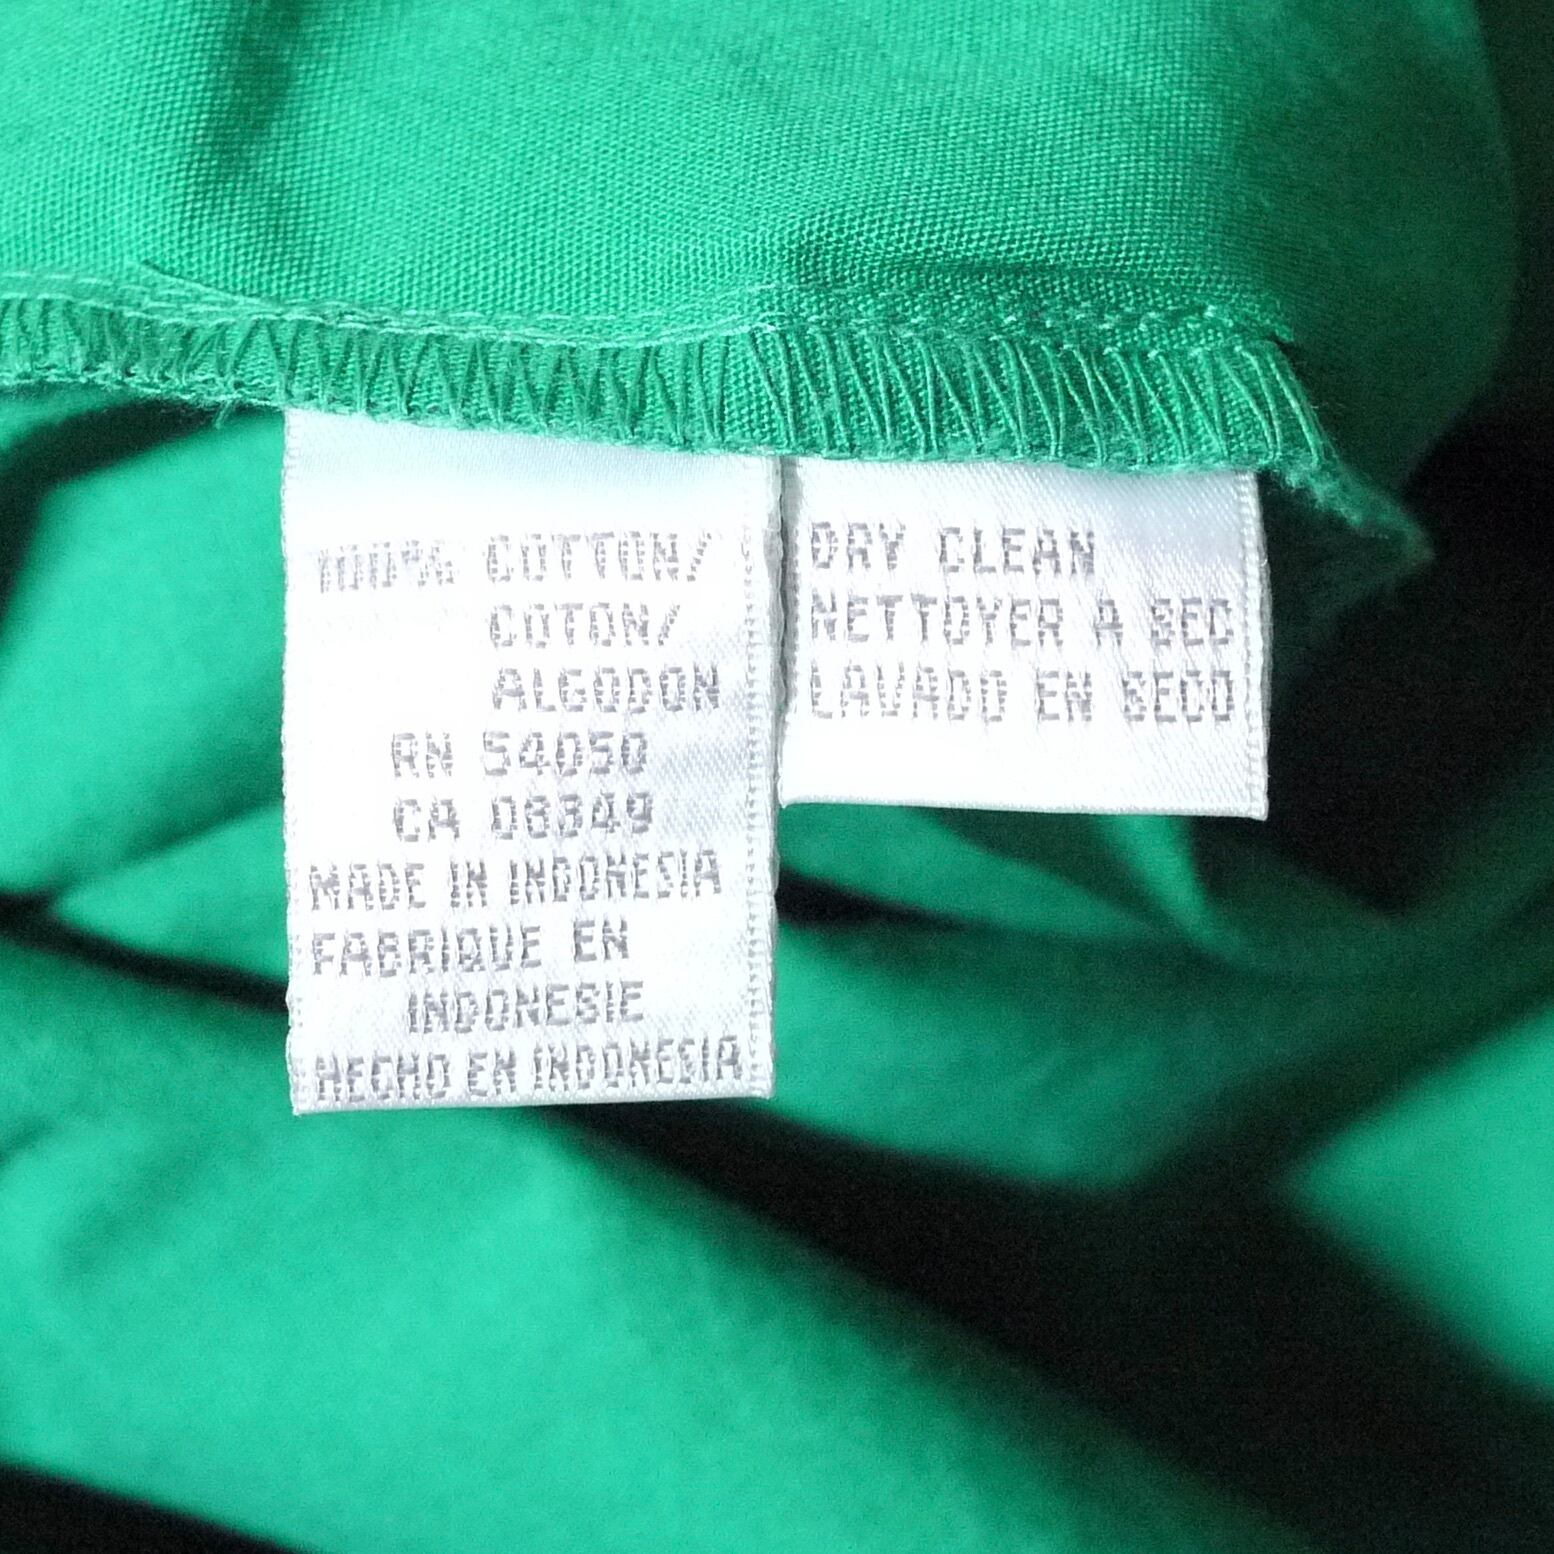 100% COTTON/
COTON/
ALGODON
RN 54050
CA 06349
MADE IN INDONESIA
FABRIQUE EN
INDONESIE
HECHO EN INDONESIA
DRY CLEAN
NETTOYER A SEC
LAVADO EN SECO